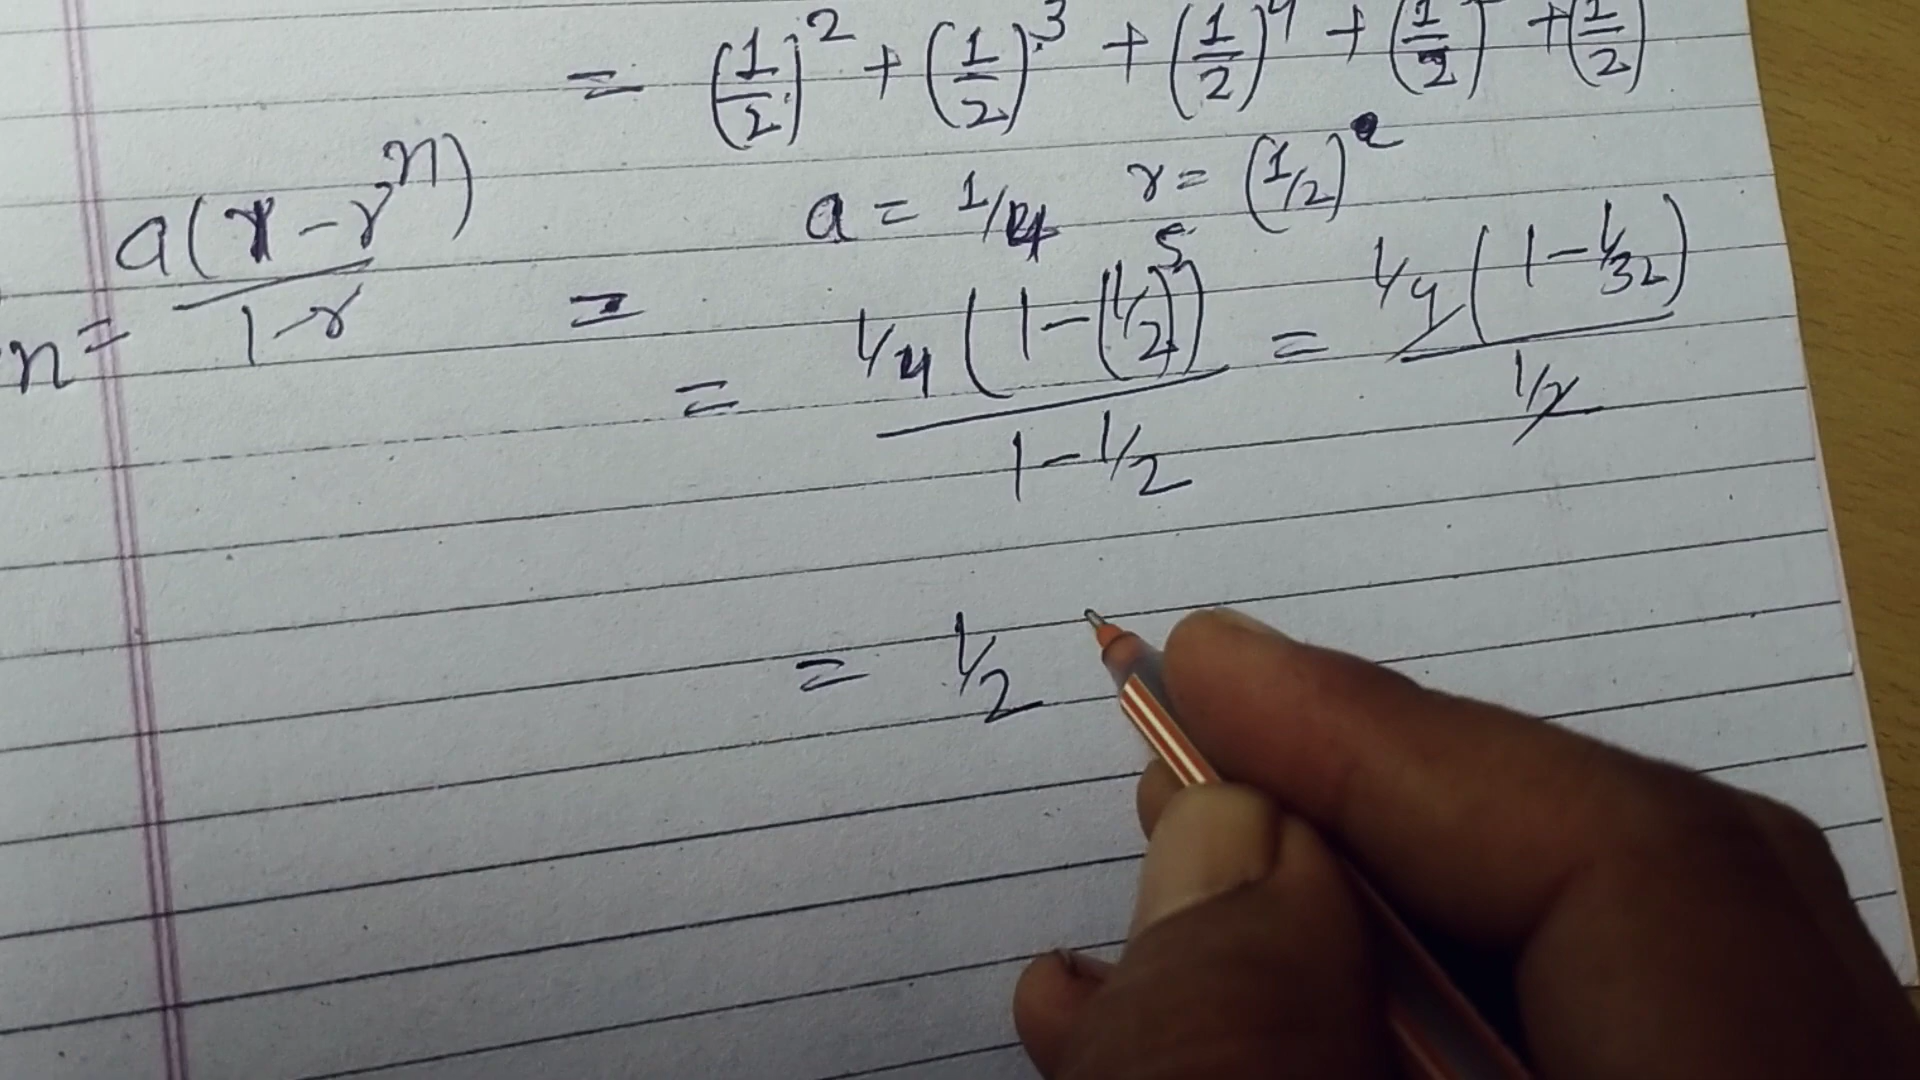 = (1/2)^2 + (1/2)^3 + (1/2)^4 + (1/2) + (1/2)
a = 1/4 r = (1/2)
n = a(1-r^n)/1-r =
= 1/4(1-(1/2)^5)/1-1/2 = 1/4(1-1/32)/1/2
= 1/2